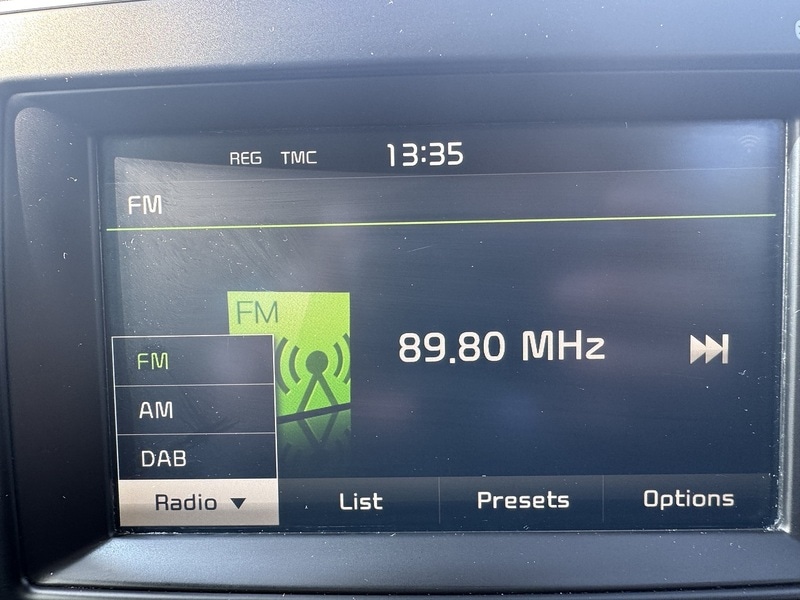 REG TMC 13:35
FM
FM
89.80 MHz
FM
AM
DAB
Radio ▼ List Presets Options